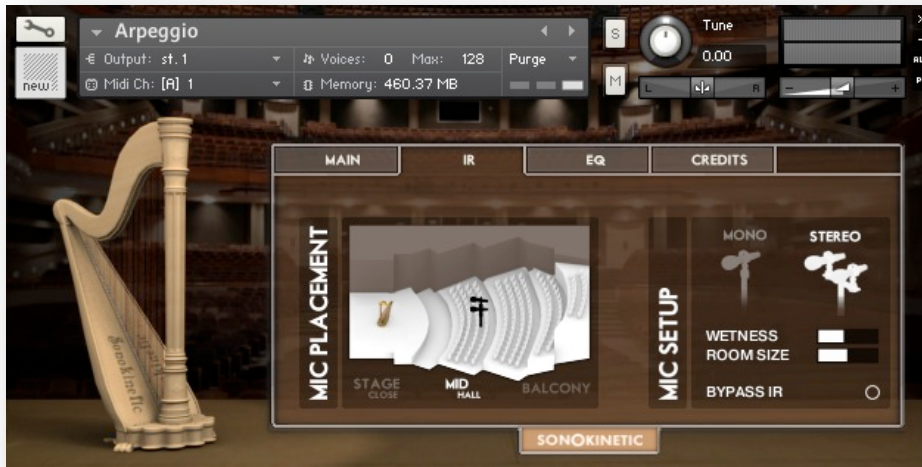 Arpeggio
S
Tune
Output: st.1
Voices: 0 Max: 128
Purge
0.00
new
Midi Ch: [A] 1
Memory: 460.37 MB
M
L
R
-
+
MAIN
IR
EQ
CREDITS
MIC PLACEMENT
STAGE
CLOSE
MID
HALL
BALCONY
MIC SETUP
MONO
STEREO
WETNESS
ROOM SIZE
BYPASS IR
Sonokinetic
SONOKINETIC